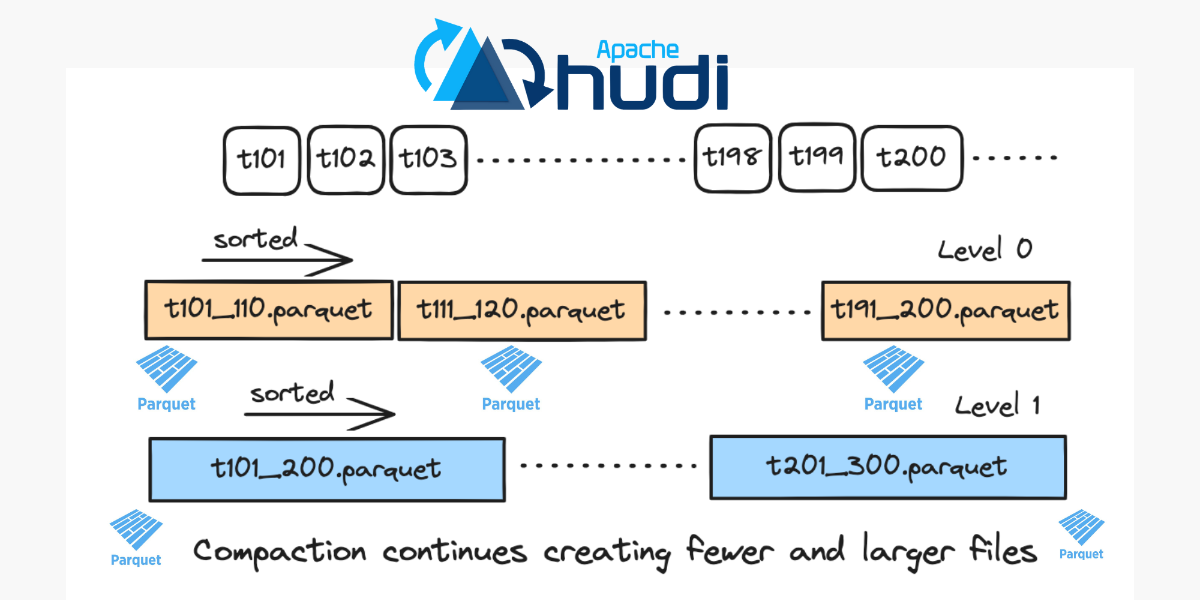 Apache
hudi
t101 t102 t103 t198 t199 t200
sorted
Level 0
t101_110.parquet t111_120.parquet t191_200.parquet
Parquet Parquet Parquet
sorted
Level 1
t101_200.parquet t201_300.parquet
Parquet Parquet
Compaction continues creating fewer and larger files